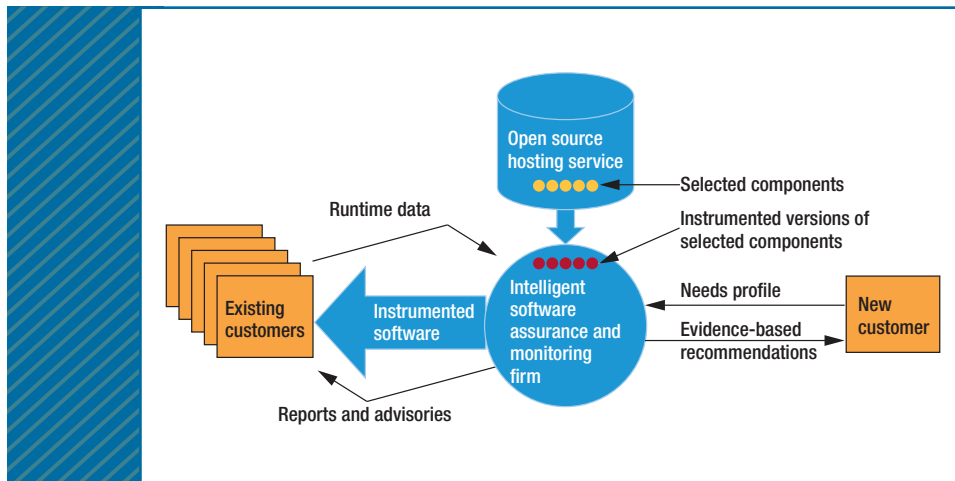 Open source
hosting service
Selected components
Runtime data
Instrumented versions of
selected components
Existing
customers
Instrumented
software
Intelligent
software
assurance and
monitoring
firm
Needs profile
New
customer
Evidence-based
recommendations
Reports and advisories